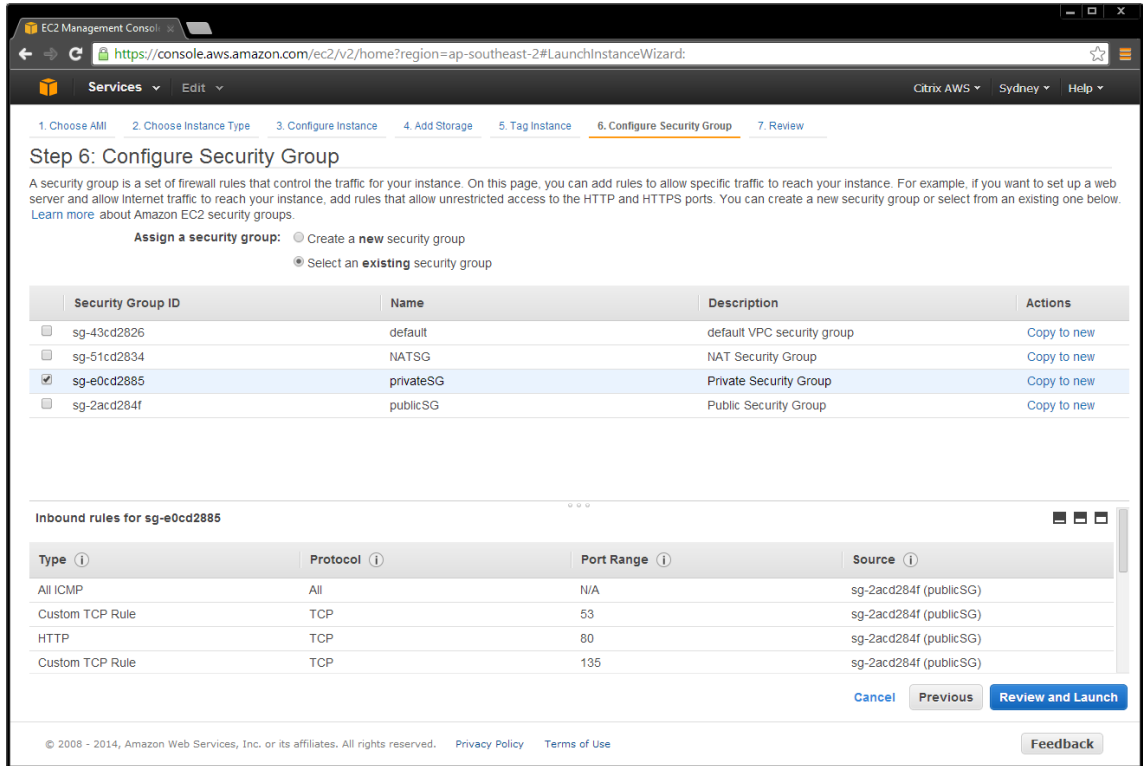 EC2 Management Consol
https://console.aws.amazon.com/ec2/v2/home?region=ap-southeast-2#LaunchInstanceWizard:
Services Edit Citrix AWS Sydney Help
1. Choose AMI 2. Choose Instance Type 3. Configure Instance 4. Add Storage 5. Tag Instance 6. Configure Security Group 7. Review
Step 6: Configure Security Group
A security group is a set of firewall rules that control the traffic for your instance. On this page, you can add rules to allow specific traffic to reach your instance. For example, if you want to set up a web
server and allow Internet traffic to reach your instance, add rules that allow unrestricted access to the HTTP and HTTPS ports. You can create a new security group or select from an existing one below.
Learn more about Amazon EC2 security groups.
Assign a security group: Create a new security group
Select an existing security group
Security Group ID Name Description Actions
sg-43cd2826 default default VPC security group Copy to new
sg-51cd2834 NATSG NAT Security Group Copy to new
sg-e0cd2885 privateSG Private Security Group Copy to new
sg-2acd284f publicSG Public Security Group Copy to new
Inbound rules for sg-e0cd2885
Type Protocol Port Range Source
All ICMP All N/A sg-2acd284f (publicSG)
Custom TCP Rule TCP 53 sg-2acd284f (publicSG)
HTTP TCP 80 sg-2acd284f (publicSG)
Custom TCP Rule TCP 135 sg-2acd284f (publicSG)
Cancel Previous Review and Launch
© 2008 - 2014, Amazon Web Services, Inc. or its affiliates. All rights reserved. Privacy Policy Terms of Use Feedback